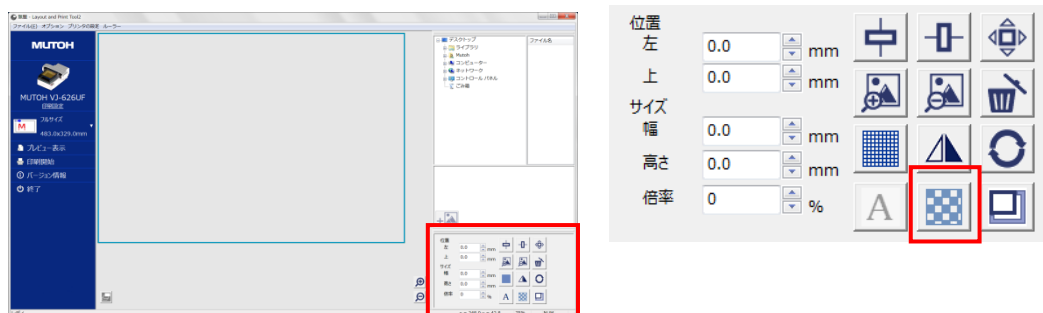 無題 - Layout and Print Tool2
ファイル(E) オプション プリンタの設定 ルーラー
MUTOH
MUTOH VJ-626UF
印刷設定
フルサイズ
483.0x329.0mm
プレビュー表示
印刷開始
バージョン情報
終了
デスクトップ
ライブラリ
Mutoh
コンピューター
ネットワーク
コントロール パネル
ごみ箱
ファイル名
位置
左 0.0 mm
上 0.0 mm
サイズ
幅 0.0 mm
高さ 0.0 mm
倍率 0 %
A
位置
左 0.0 mm
上 0.0 mm
サイズ
幅 0.0 mm
高さ 0.0 mm
倍率 0 %
A